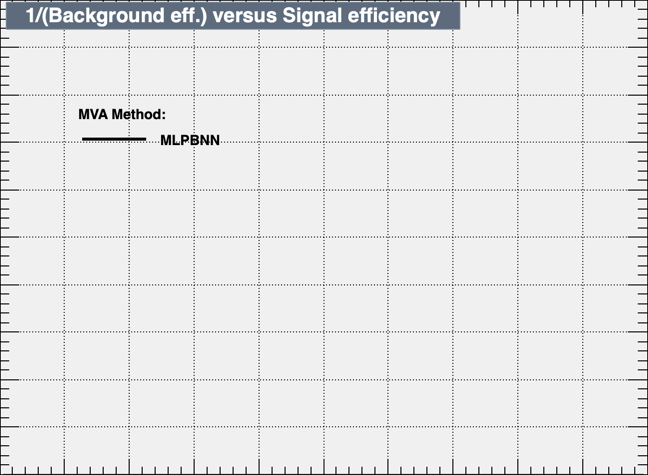 1/(Background eff.) versus Signal efficiency
MVA Method:
MLPBNN